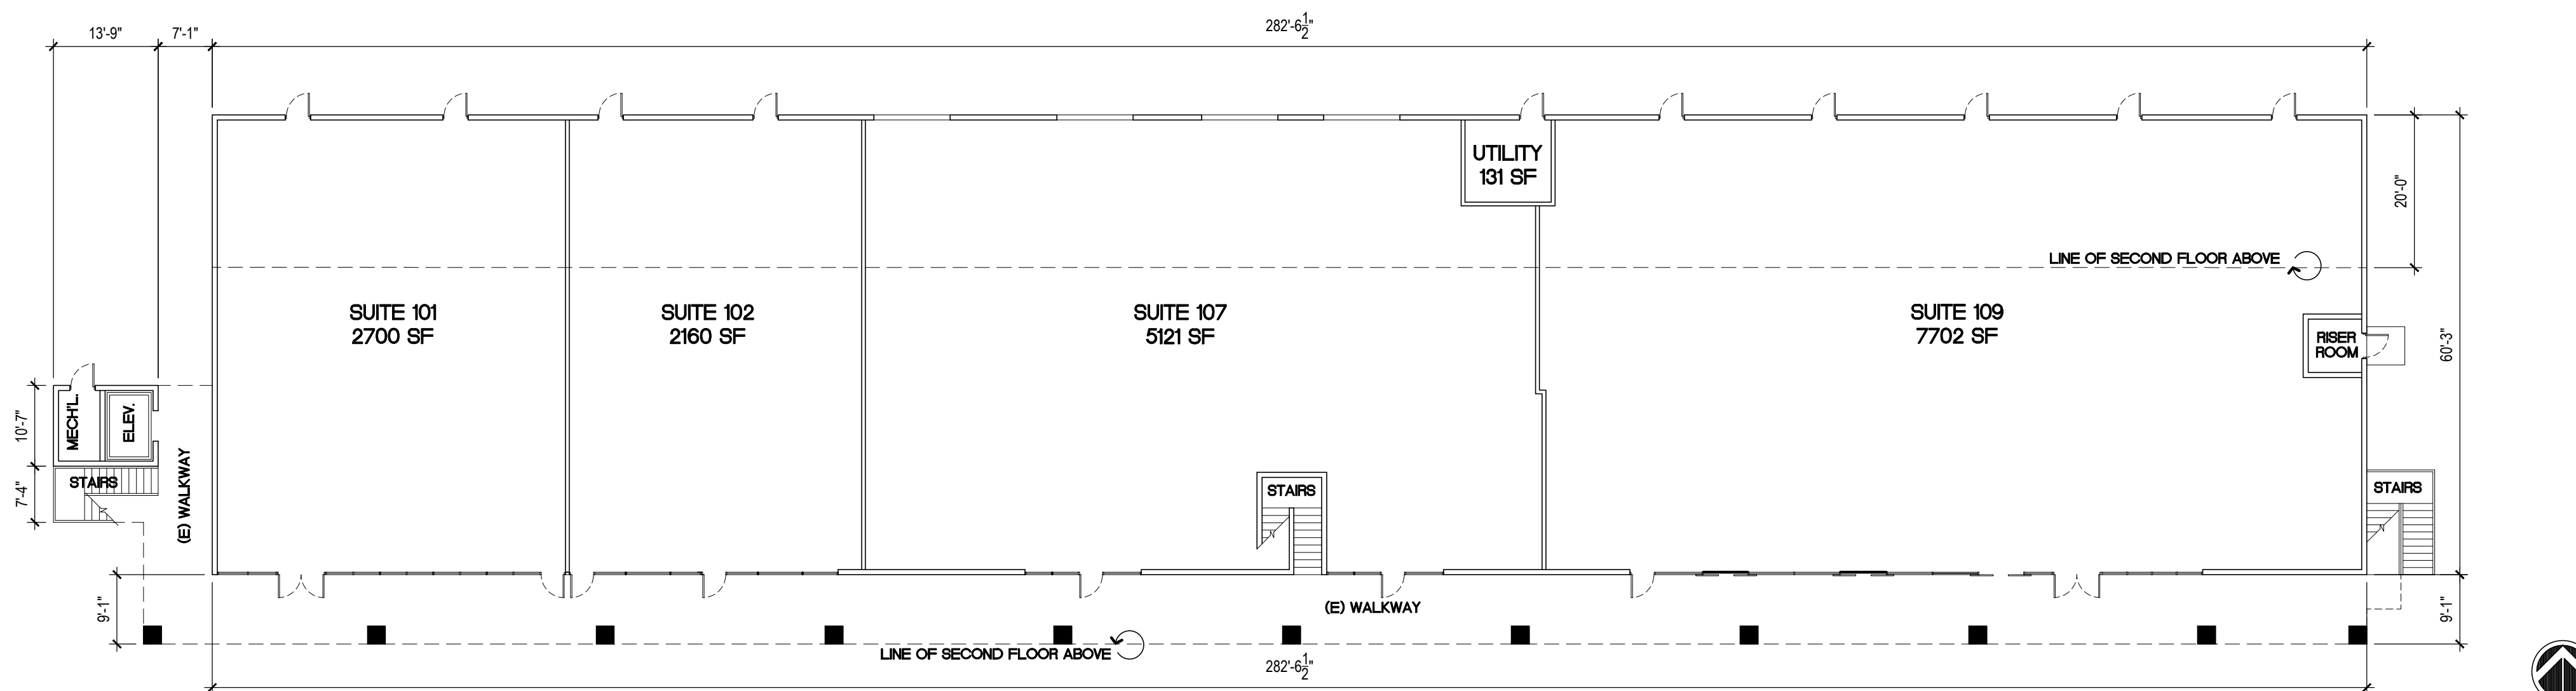 282'-6 1/2"
13'-9"
7'-1"
UTILITY
131 SF
20'-0"
LINE OF SECOND FLOOR ABOVE
SUITE 101
2700 SF
SUITE 102
2160 SF
SUITE 107
5121 SF
SUITE 109
7702 SF
RISER
ROOM
60'-3"
10'-7"
MECH'L.
ELEV.
7'-4"
STAIRS
(E) WALKWAY
STAIRS
STAIRS
9'-1"
(E) WALKWAY
9'-1"
LINE OF SECOND FLOOR ABOVE
282'-6 1/2"